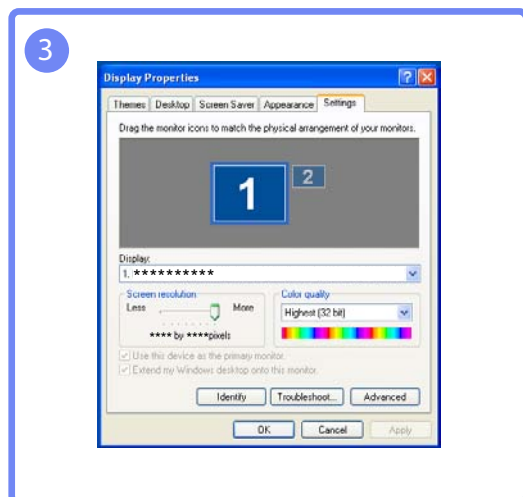 3
Display Properties
Themes Desktop Screen Saver Appearance Settings
Drag the monitor icons to match the physical arrangement of your monitors.
1 2
Display:
1. **********
Screen resolution Color quality
Less More Highest (32 bit)
**** by ****pixels
Use this device as the primary monitor.
Extend my Windows desktop onto this monitor.
Identify Troubleshoot... Advanced
OK Cancel Apply